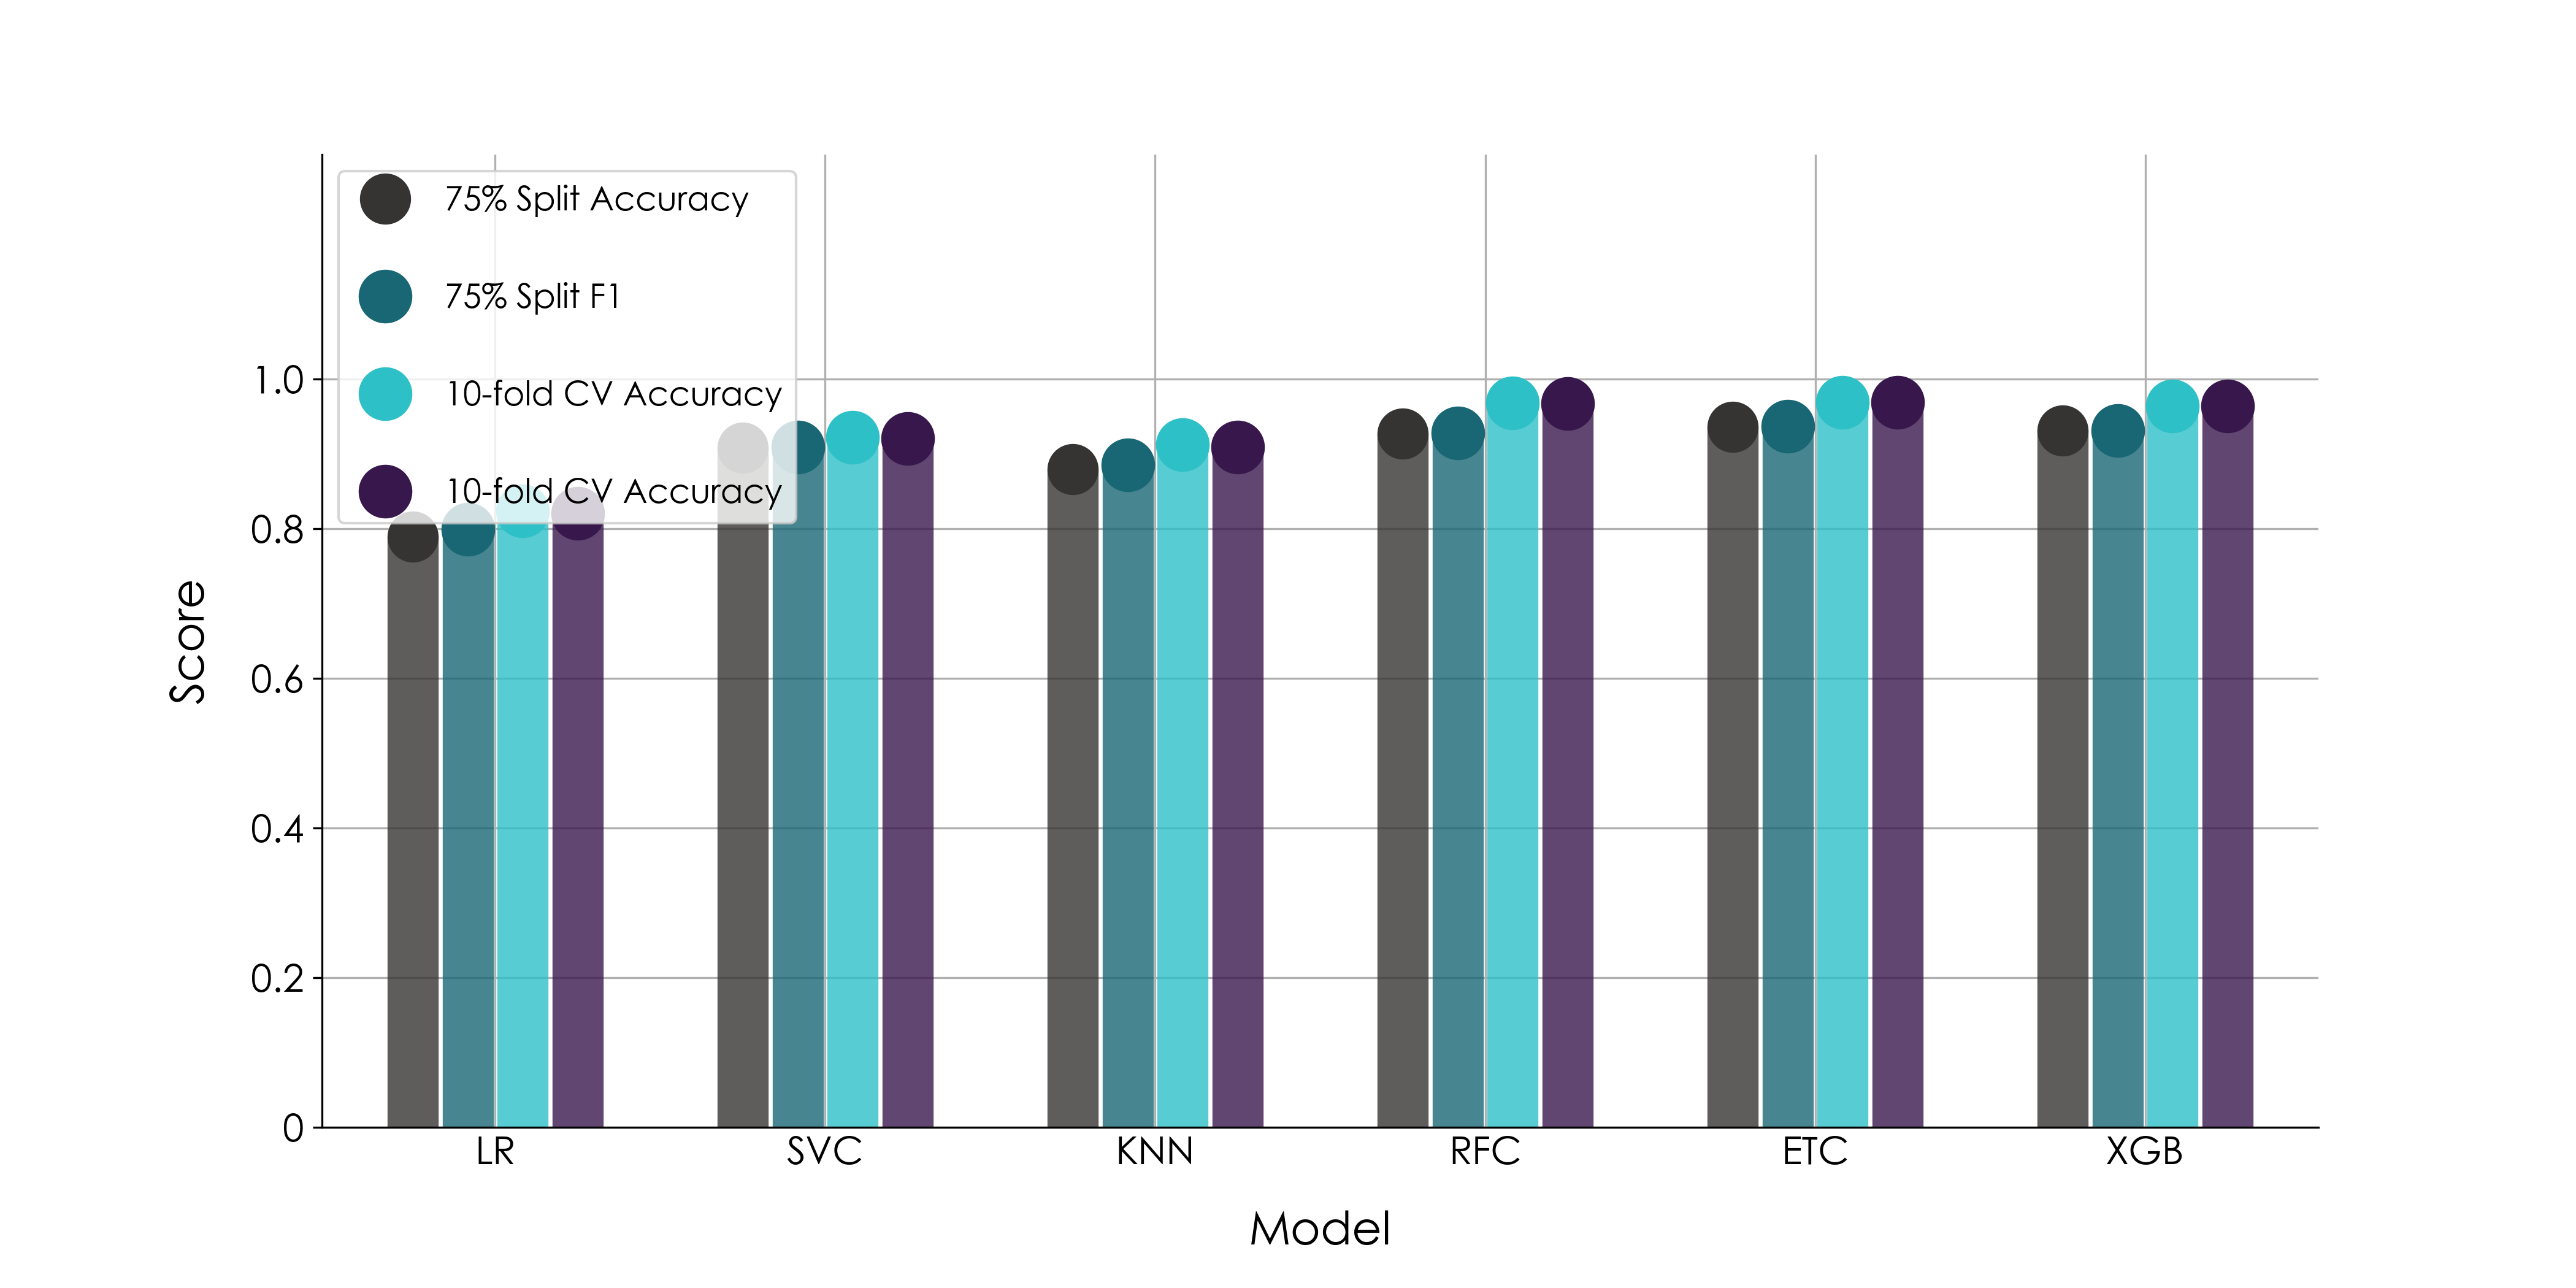 75% Split Accuracy
75% Split F1
10-fold CV Accuracy
10-fold CV Accuracy
1.0
0.8
0.6
0.4
0.2
0
Score
LR SVC KNN RFC ETC XGB
Model